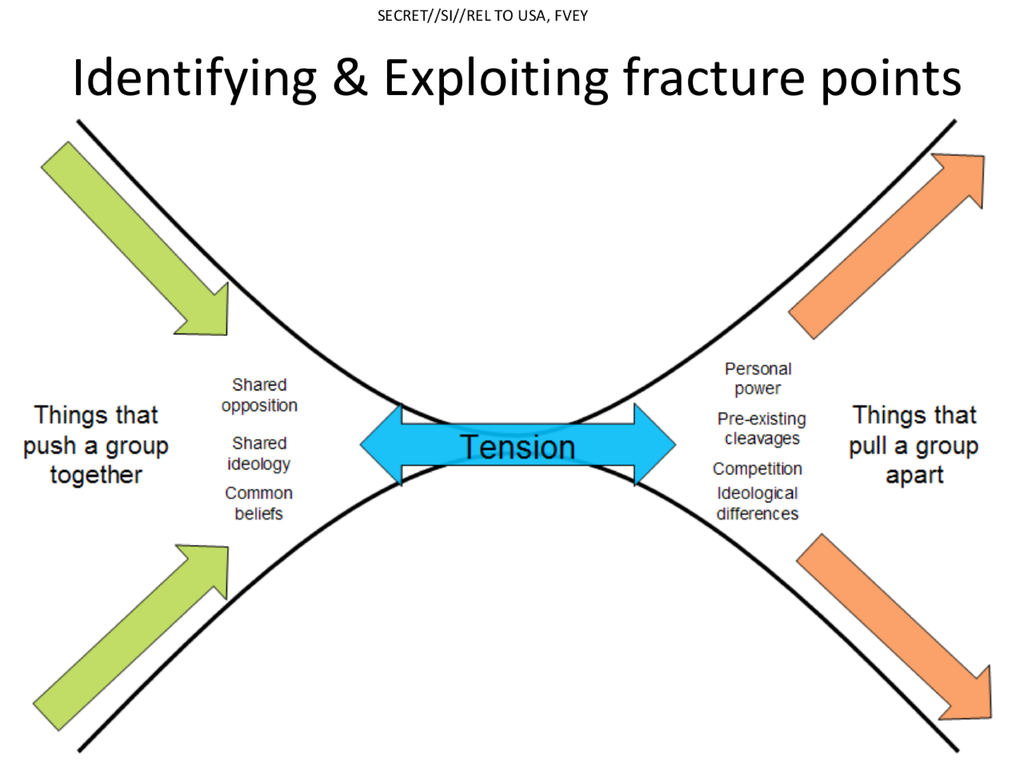 SECRET//SI//REL TO USA, FVEY
Identifying & Exploiting fracture points
Things that
push a group
together
Shared
opposition
Shared
ideology
Common
beliefs
Tension
Personal
power
Pre-existing
cleavages
Competition
Ideological
differences
Things that
pull a group
apart